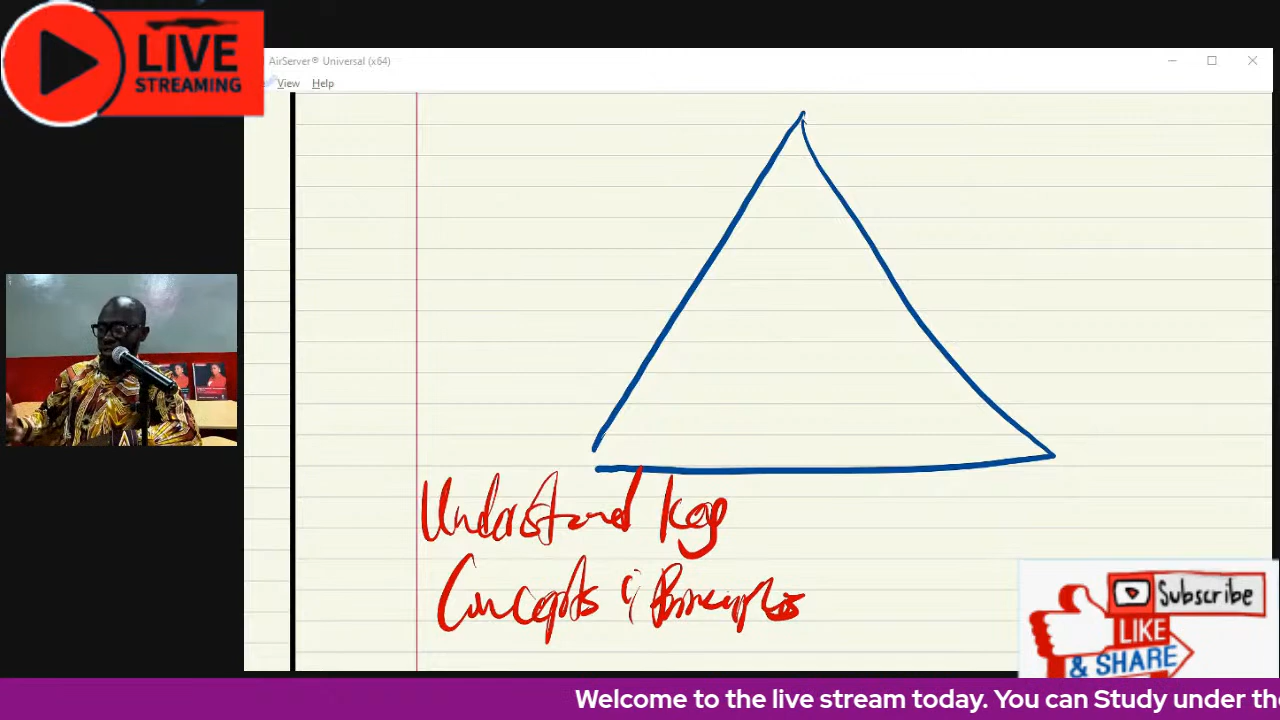 LIVE
STREAMING
AirServer® Universal (x64)
View
Help
Understand key
Concepts & Principles
Subscribe
LIKE
& SHARE
Welcome to the live stream today. You can Study under the